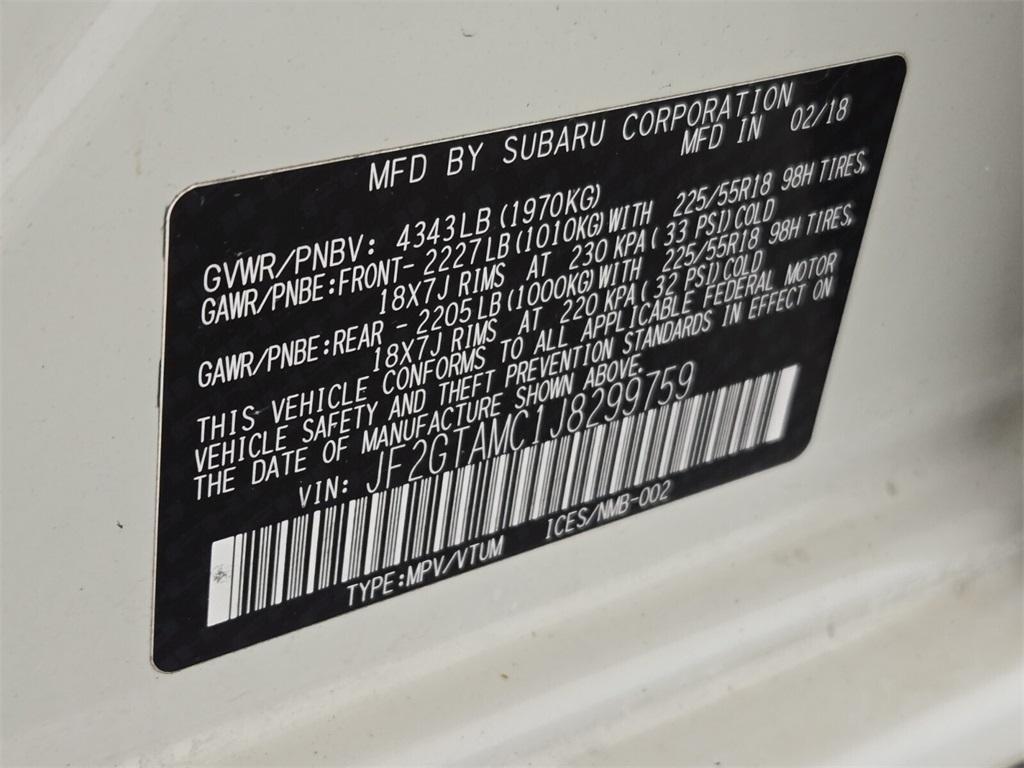 MFD BY SUBARU CORPORATION
MFD IN 02/18
GVWR/PNBV: 4343LB(1970KG)
GAWR/PNBE:FRONT-2227LB(1010KG)WITH 225/55R18 98H TIRES,
18X7J RIMS AT 230 KPA(33 PSI)COLD
GAWR/PNBE:REAR -2205LB(1000KG)WITH 225/55R18 98H TIRES,
18X7J RIMS AT 220 KPA(32 PSI)COLD
THIS VEHICLE CONFORMS TO ALL APPLICABLE FEDERAL MOTOR
VEHICLE SAFETY AND THEFT PREVENTION STANDARDS IN EFFECT ON
THE DATE OF MANUFACTURE SHOWN ABOVE.
VIN: JF2GTAMC1J8299759
TYPE:MPV/VTUM ICES/NMB-002